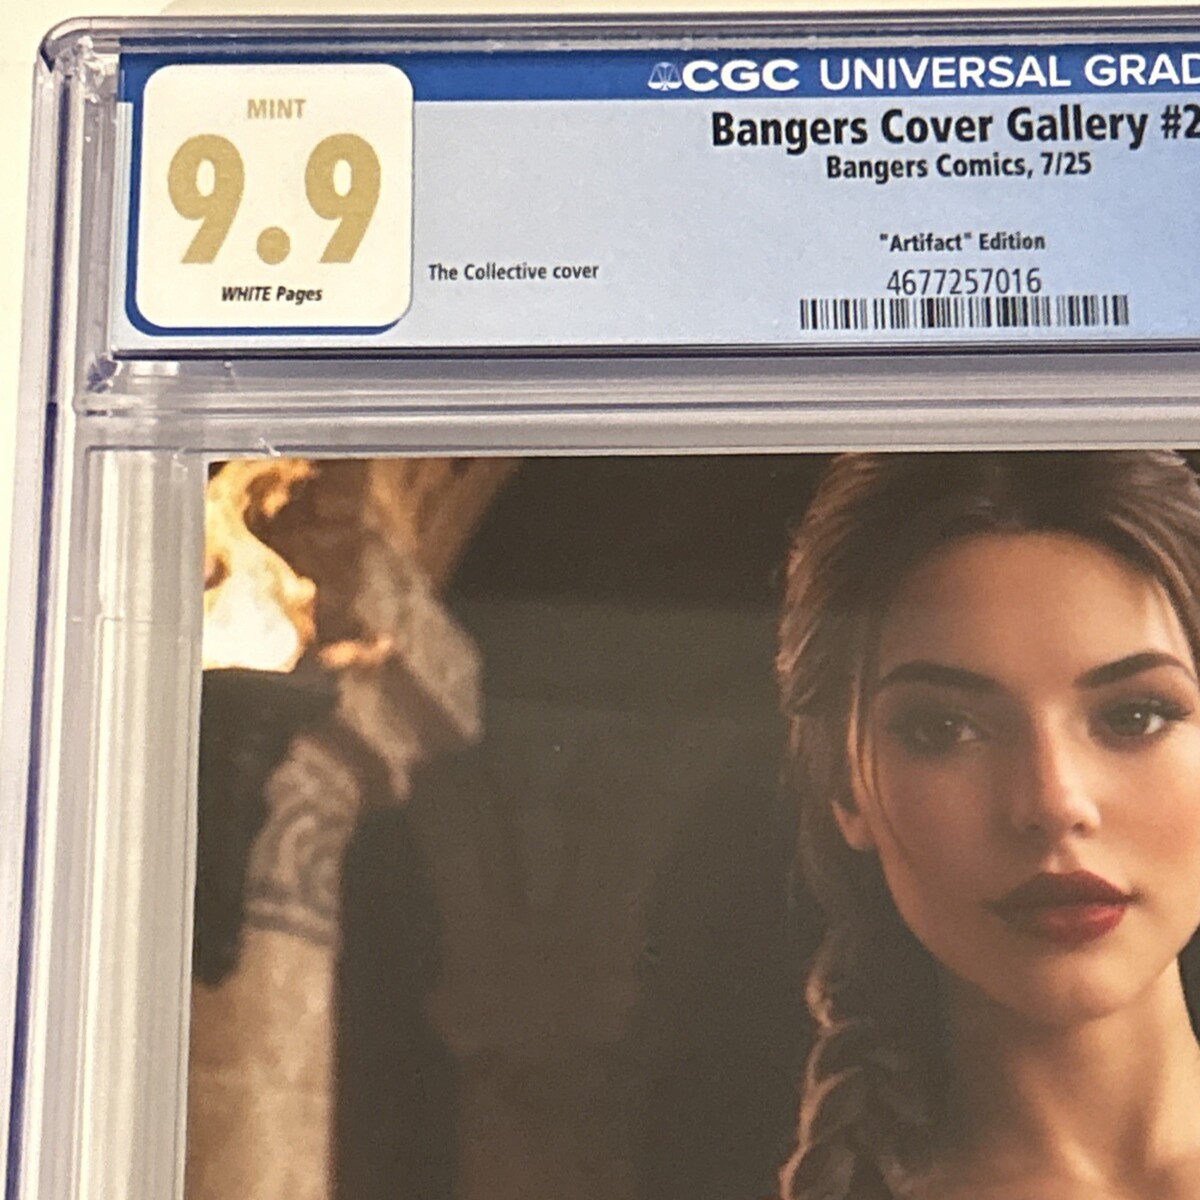 CGC UNIVERSAL GRAD
MINT
9.9
WHITE Pages
Bangers Cover Gallery #2
Bangers Comics, 7/25
"Artifact" Edition
The Collective cover
4677257016